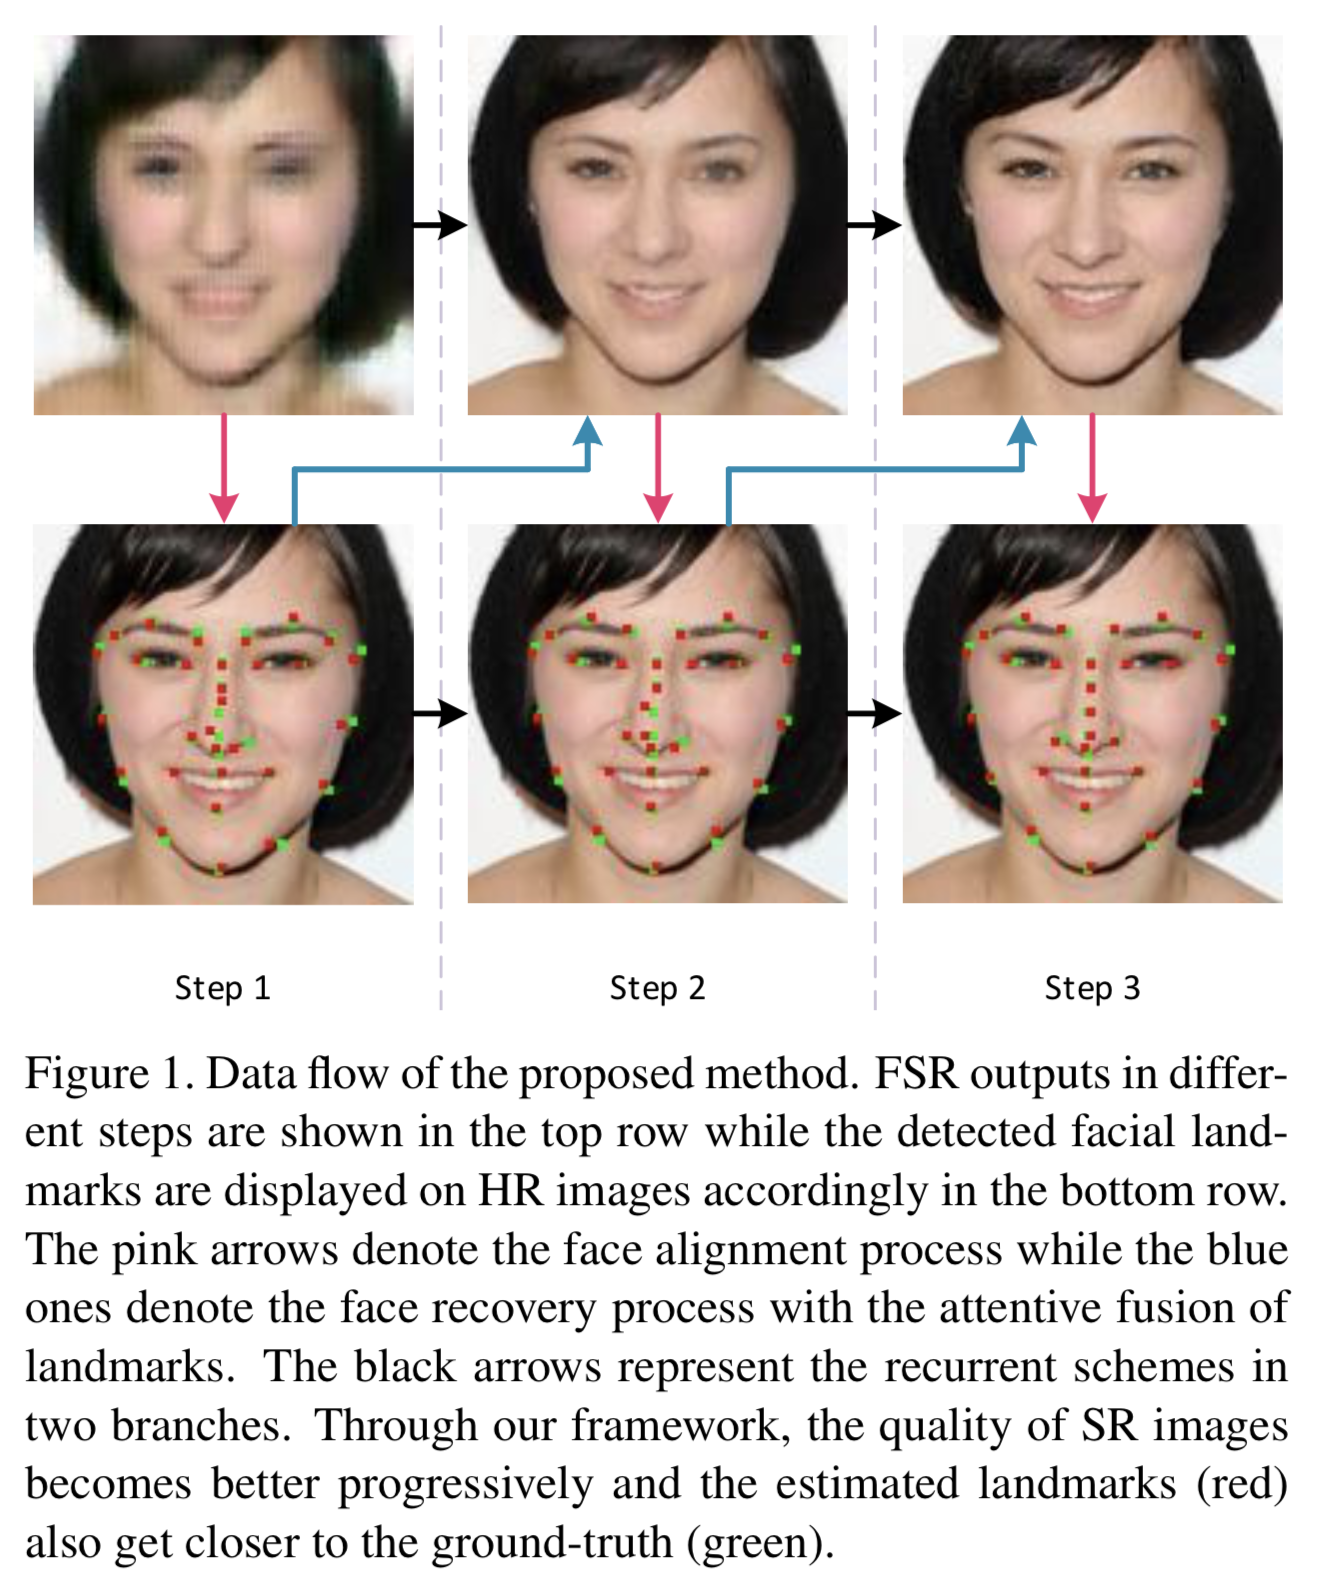 Step 1 Step 2 Step 3
Figure 1. Data flow of the proposed method. FSR outputs in differ-
ent steps are shown in the top row while the detected facial land-
marks are displayed on HR images accordingly in the bottom row.
The pink arrows denote the face alignment process while the blue
ones denote the face recovery process with the attentive fusion of
landmarks. The black arrows represent the recurrent schemes in
two branches. Through our framework, the quality of SR images
becomes better progressively and the estimated landmarks (red)
also get closer to the ground-truth (green).